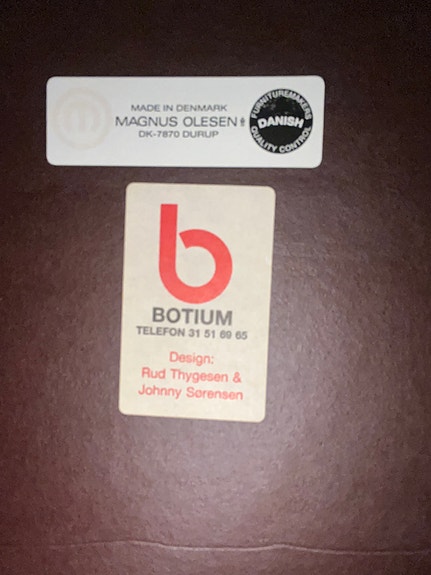 MADE IN DENMARK
MAGNUS OLESEN A/S
DK-7870 DURUP
FURNITUREMAKERS
DANISH
QUALITY CONTROL
b
BOTIUM
TELEFON 31 51 69 65
Design:
Rud Thygesen &
Johnny Sørensen